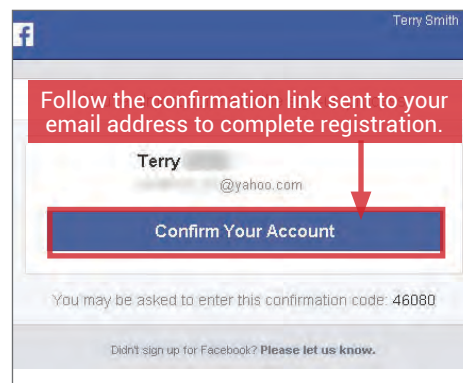 f
Terry Smith
Follow the confirmation link sent to your
email address to complete registration.
Terry
@yahoo.com
Confirm Your Account
You may be asked to enter this confirmation code: 46080
Didn't sign up for Facebook? Please let us know.